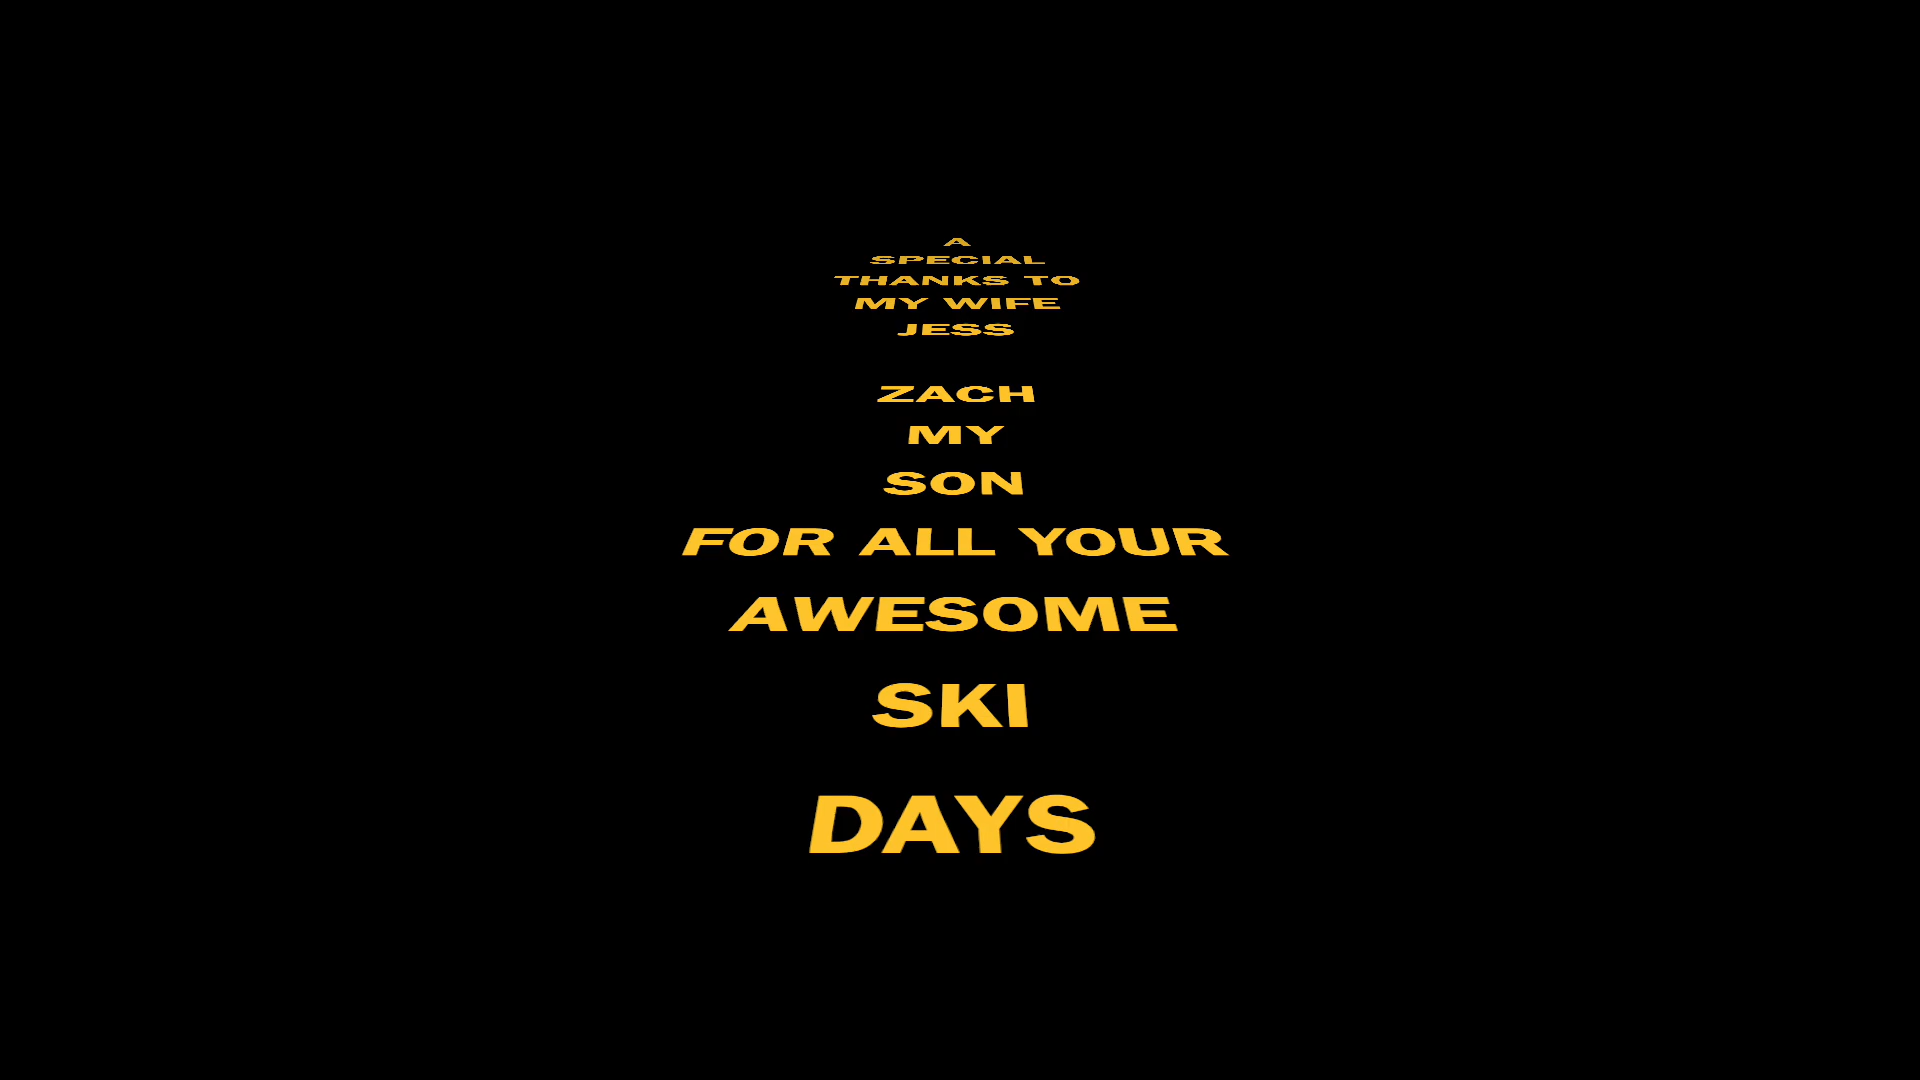 A
SPECIAL
THANKS TO
MY WIFE
JESS
ZACH
MY
SON
FOR ALL YOUR
AWESOME
SKI
DAYS